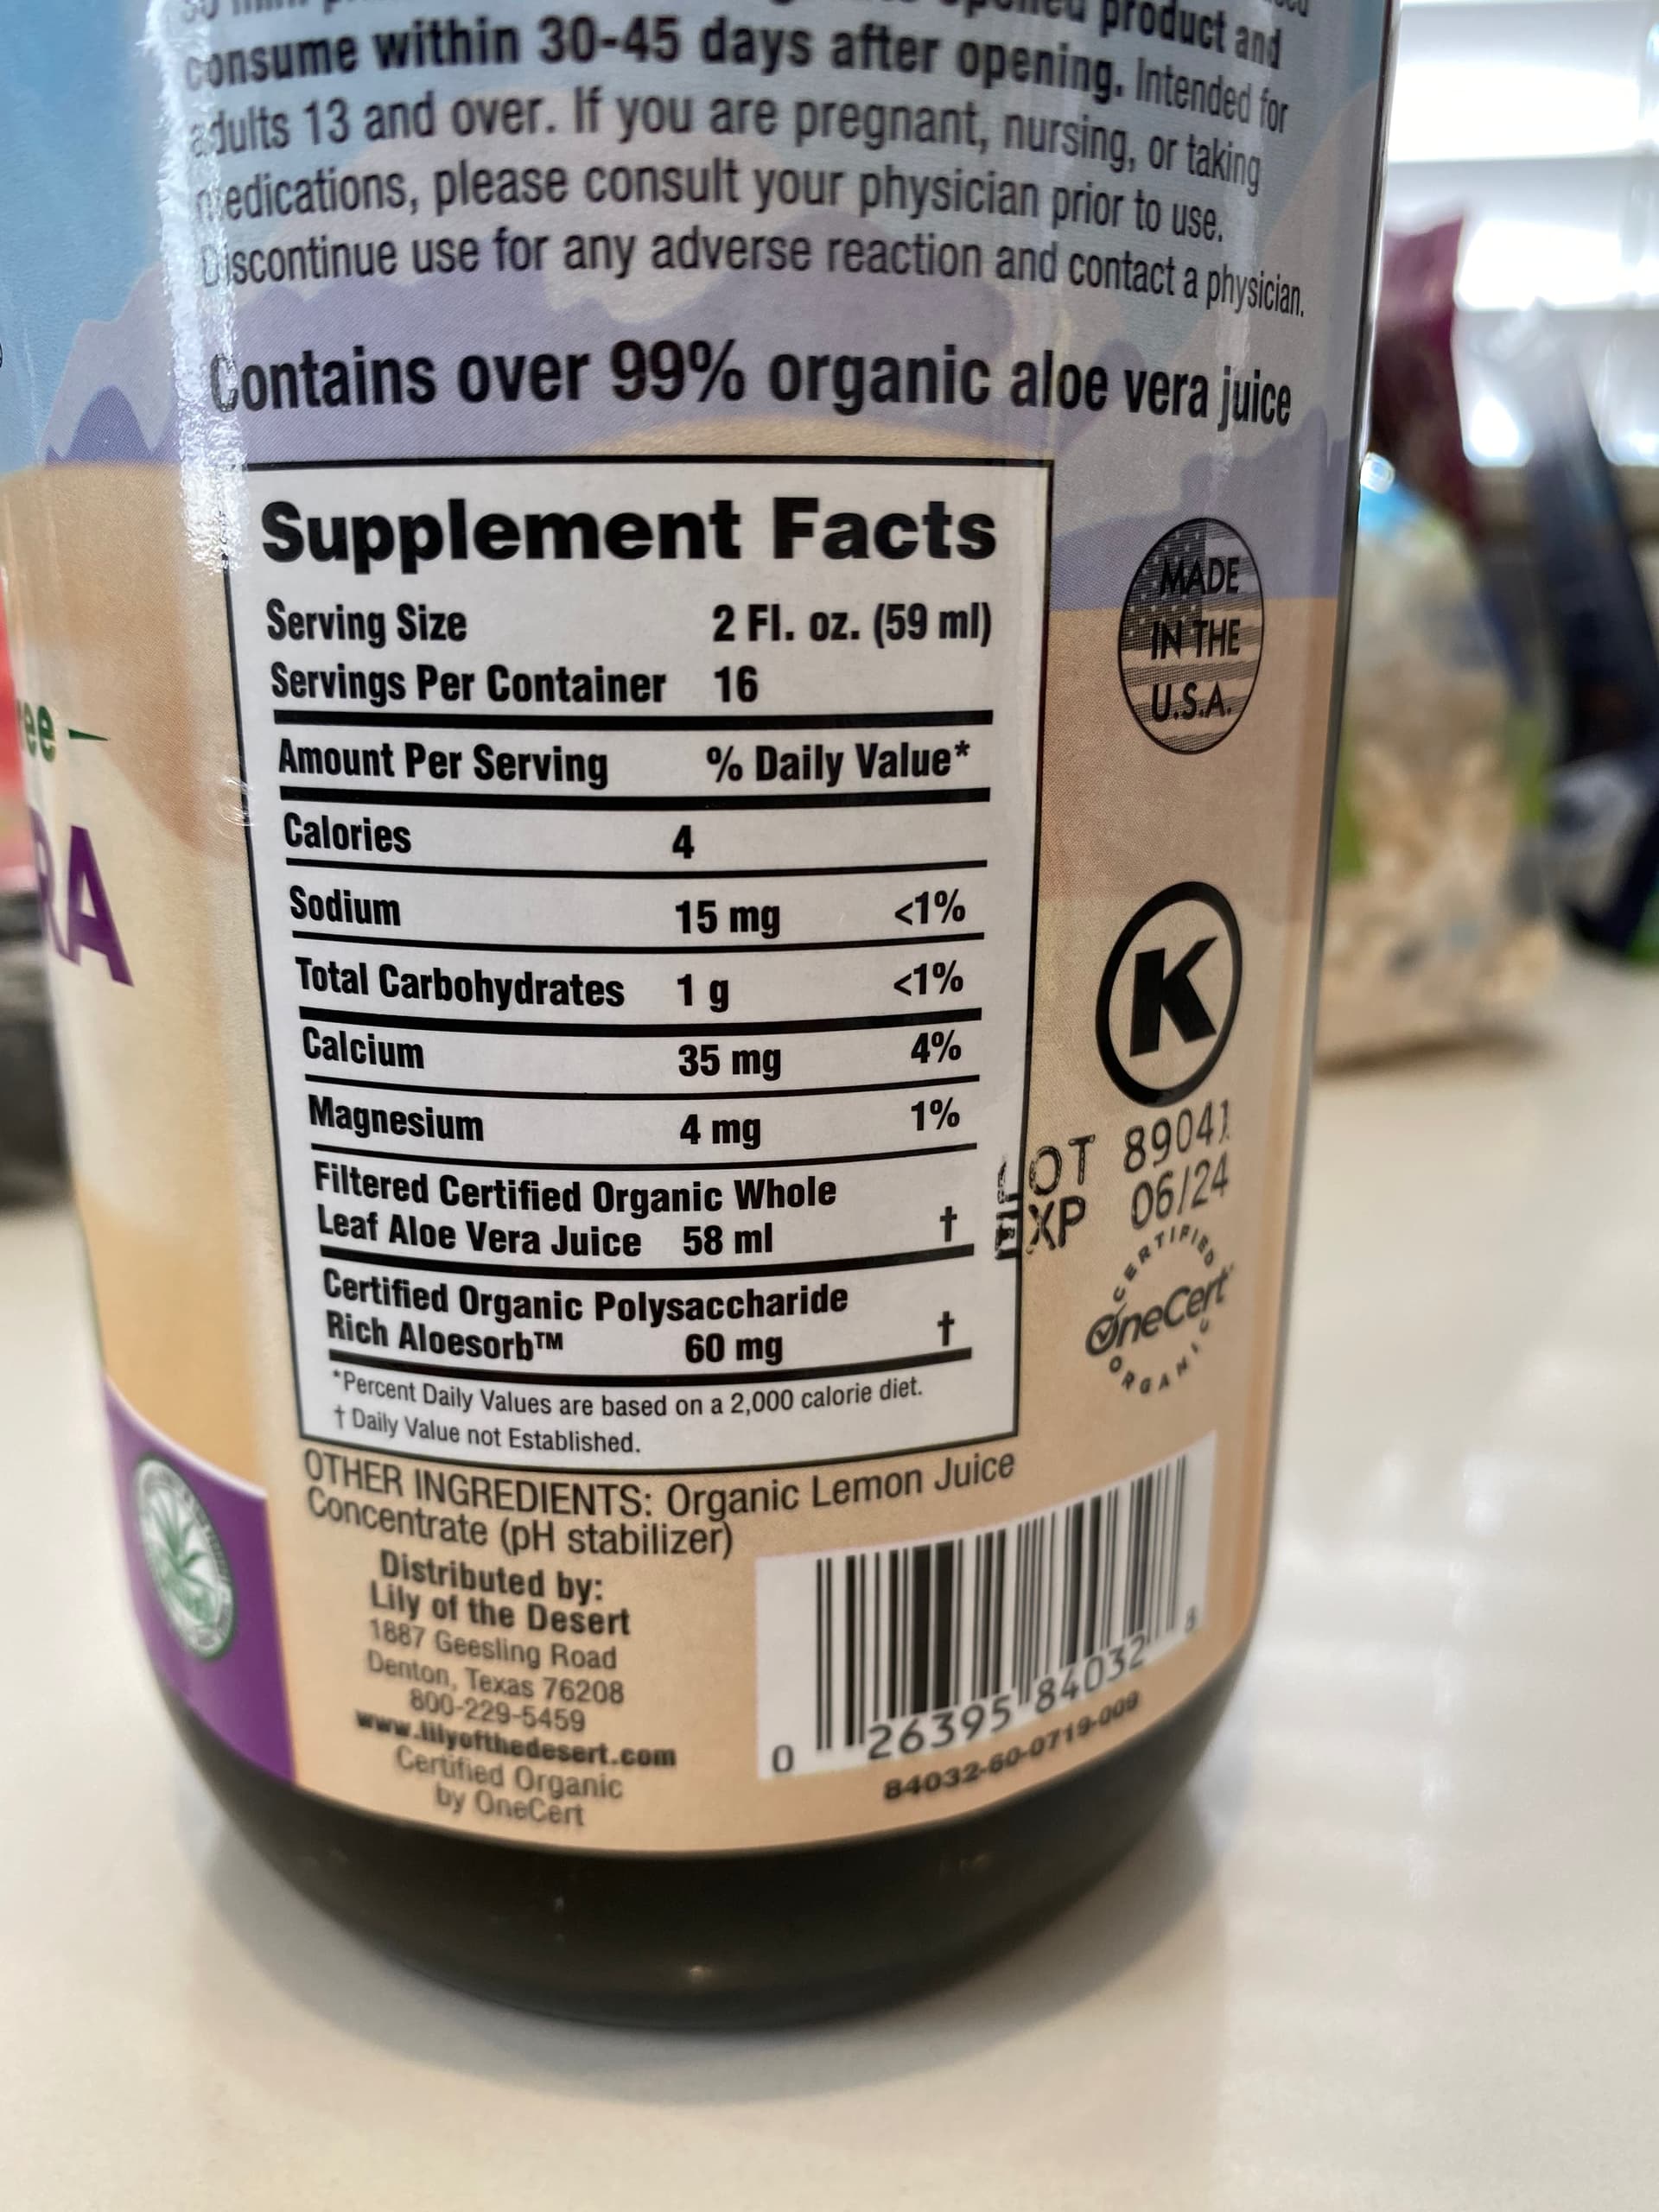 product and
consume within 30-45 days after opening. Intended for
adults 13 and over. If you are pregnant, nursing, or taking
medications, please consult your physician prior to use.
Discontinue use for any adverse reaction and contact a physician.
Contains over 99% organic aloe vera juice
Supplement Facts
Serving Size 2 Fl. oz. (59 ml)
Servings Per Container 16
Amount Per Serving % Daily Value*
Calories 4
Sodium 15 mg <1%
Total Carbohydrates 1 g <1%
Calcium 35 mg 4%
Magnesium 4 mg 1%
Filtered Certified Organic Whole
Leaf Aloe Vera Juice 58 ml †
Certified Organic Polysaccharide
Rich Aloesorb™ 60 mg †
*Percent Daily Values are based on a 2,000 calorie diet.
† Daily Value not Established.
OTHER INGREDIENTS: Organic Lemon Juice
Concentrate (pH stabilizer)
Distributed by:
Lily of the Desert
1887 Geesling Road
Denton, Texas 76208
800-229-5459
www.lilyofthedesert.com
Certified Organic
by OneCert
MADE
IN THE
U.S.A.
K
LOT 89041
EXP 06/24
CERTIFIED
OneCert
ORGANIC
0 26395 84032 8
84032-60-0719-009
ee
RA